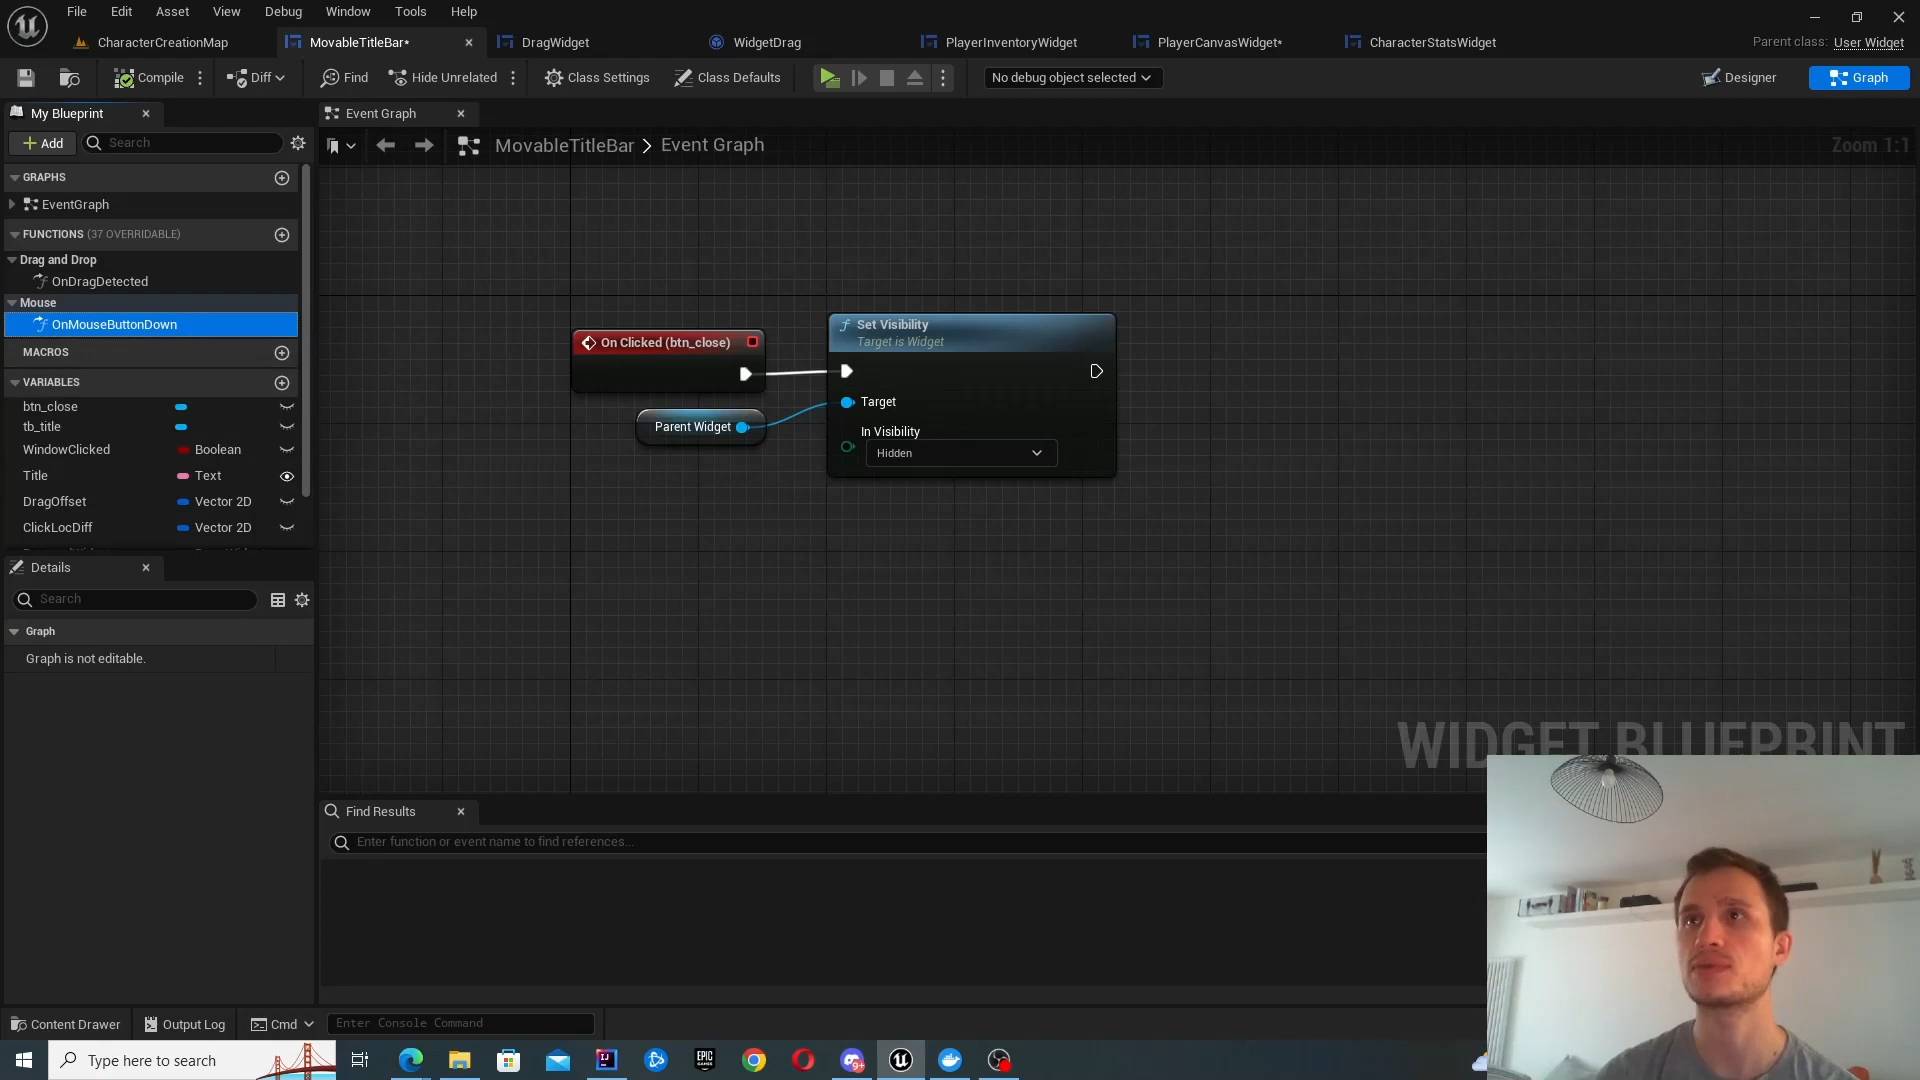 File Edit Asset View Debug Window Tools Help
CharacterCreationMap MovableTitleBar* DragWidget WidgetDrag PlayerInventoryWidget PlayerCanvasWidget* CharacterStatsWidget Parent class: User Widget
Compile Diff Find Hide Unrelated Class Settings Class Defaults No debug object selected Designer Graph
My Blueprint
Add Search
GRAPHS
EventGraph
FUNCTIONS (37 OVERRIDABLE)
Drag and Drop
OnDragDetected
Mouse
OnMouseButtonDown
MACROS
VARIABLES
btn_close
tb_title
WindowClicked Boolean
Title Text
DragOffset Vector 2D
ClickLocDiff Vector 2D
Details
Search
Graph
Graph is not editable.
Event Graph
MovableTitleBar > Event Graph Zoom 1:1
On Clicked (btn_close)
Parent Widget
Set Visibility
Target is Widget
Target
In Visibility
Hidden
WIDGET BLUEPRINT
Find Results
Enter function or event name to find references...
Content Drawer Output Log Cmd Enter Console Command
Type here to search
EPIC
GAMES
9+